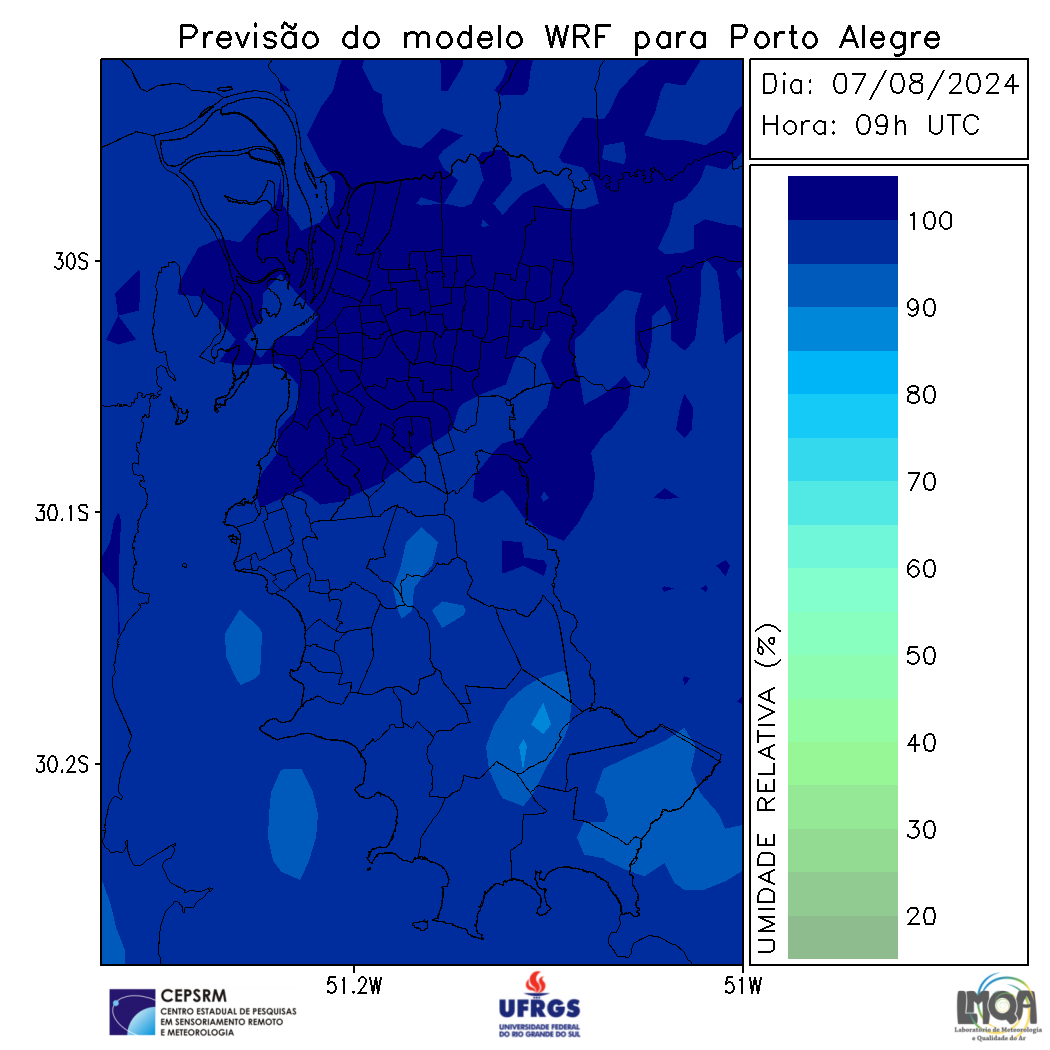 Previsão do modelo WRF para Porto Alegre
Dia: 07/08/2024
Hora: 09h UTC
30S
30.1S
30.2S
51.2W
51W
100
90
80
70
60
50
40
30
20
UMIDADE RELATIVA (%)
CEPSRM
CENTRO ESTADUAL DE PESQUISAS
EM SENSORIAMENTO REMOTO
E METEOROLOGIA
UFRGS
UNIVERSIDADE FEDERAL
DO RIO GRANDE DO SUL
LMQA
Laboratório de Meteorologia
e Qualidade do Ar